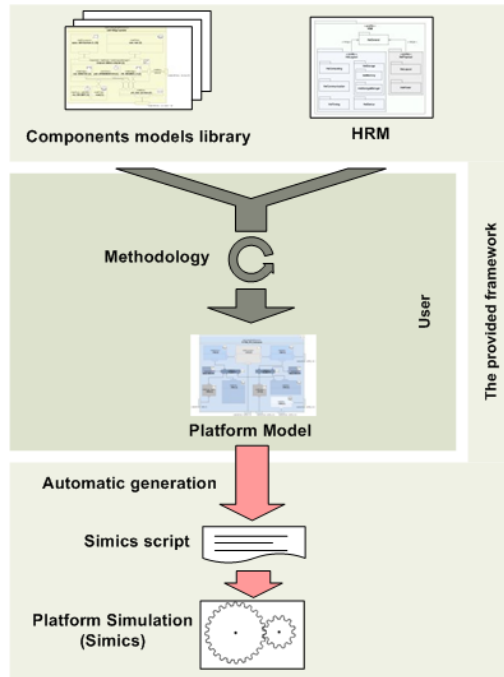 Components models library
HRM
Methodology
User
The provided framework
Platform Model
Automatic generation
Simics script
Platform Simulation
(Simics)